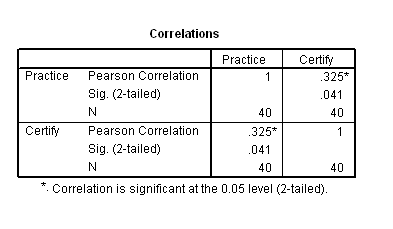 Correlations
Practice Certify
Practice Pearson Correlation 1 .325*
Sig. (2-tailed) .041
N 40 40
Certify Pearson Correlation .325* 1
Sig. (2-tailed) .041
N 40 40
*. Correlation is significant at the 0.05 level (2-tailed).